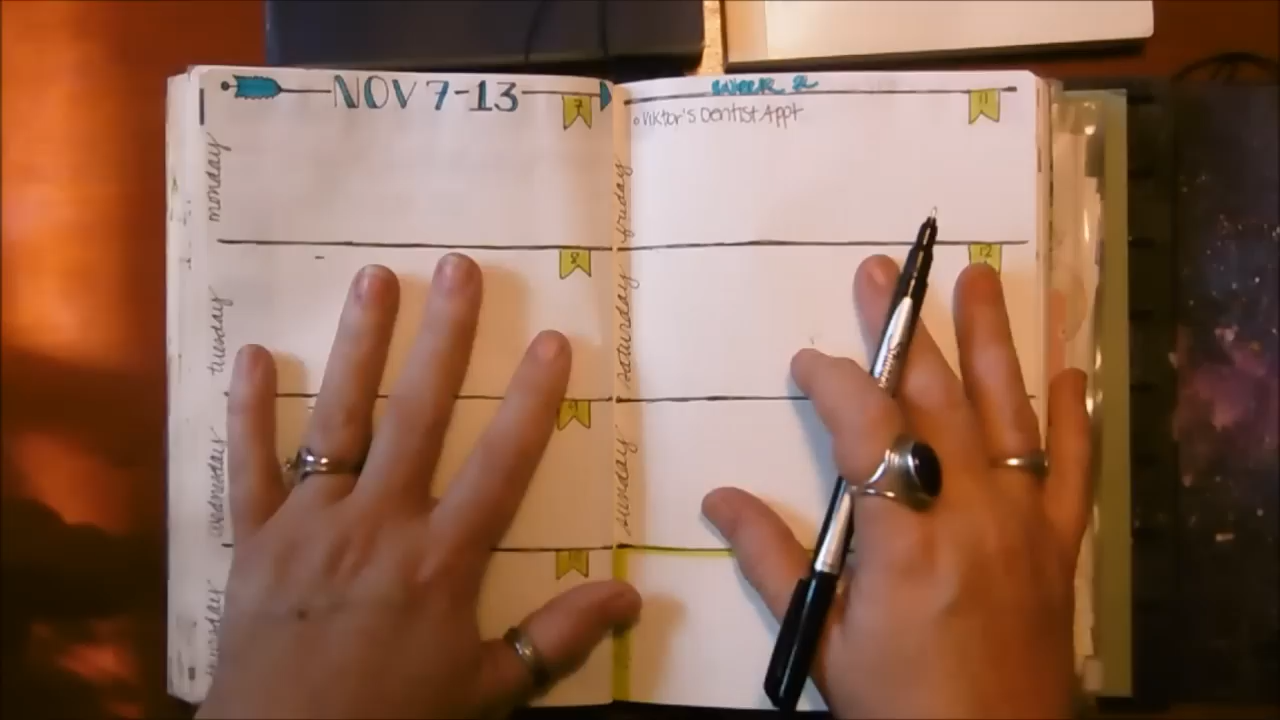 NOV 7-13
7
monday
8
tuesday
9
wednesday
10
thursday
WEEK 2
11
Viktor's Dentist Appt
friday
12
saturday
sunday